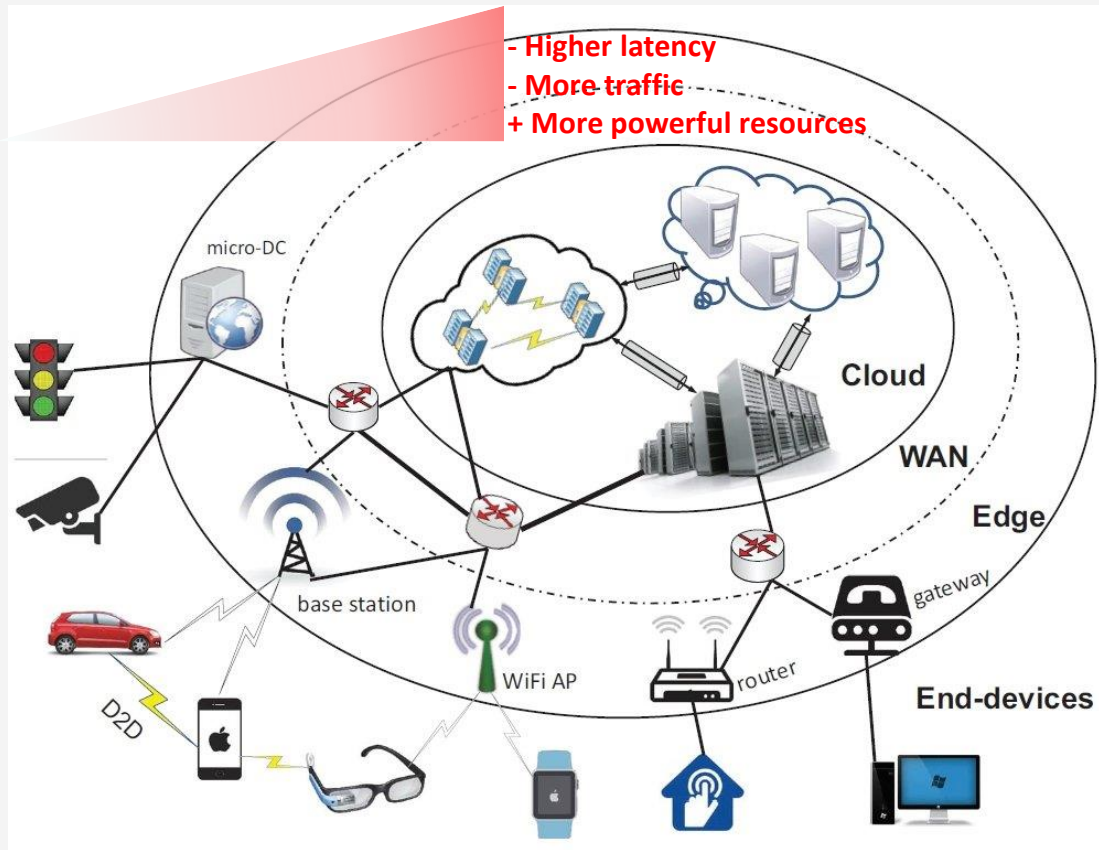 - Higher latency
- More traffic
+ More powerful resources
micro-DC
Cloud
WAN
Edge
gateway
base station
router
WiFi AP
End-devices
D2D